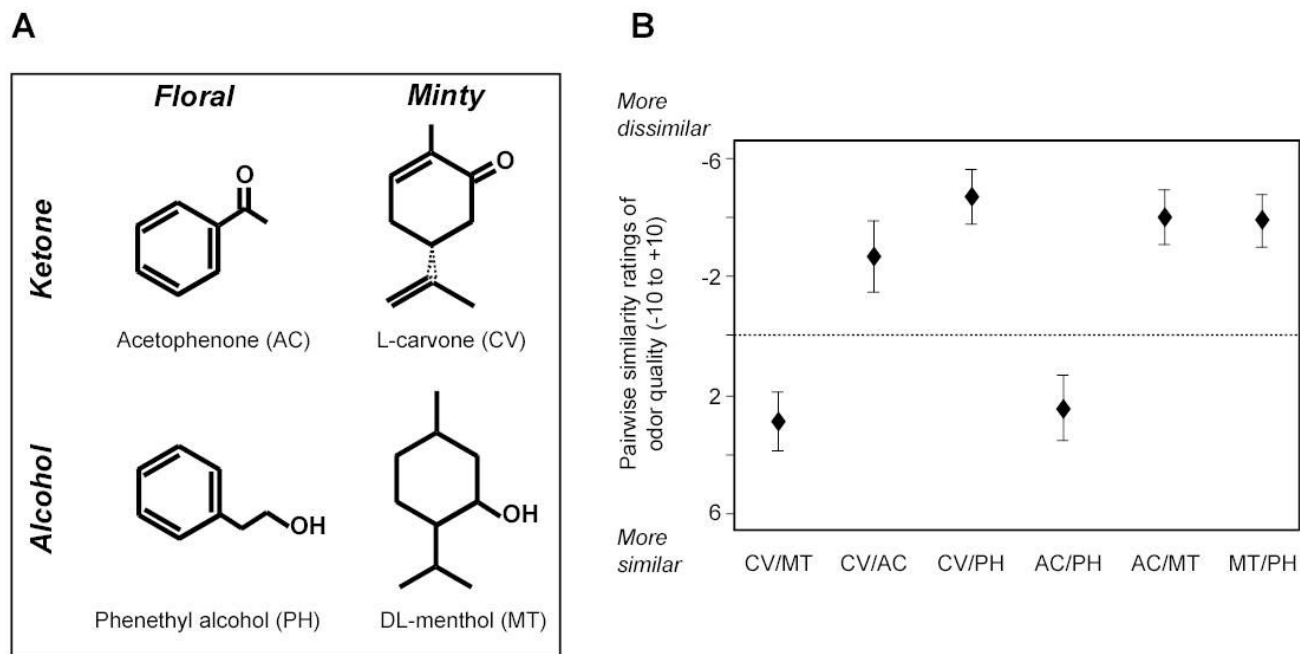 A
Floral Minty
Ketone
O
O
Acetophenone (AC) L-carvone (CV)
Alcohol
OH
OH
Phenethyl alcohol (PH) DL-menthol (MT)
B
More
dissimilar
Pairwise similarity ratings of
odor quality (-10 to +10)
-6
-2
2
6
More
similar
CV/MT CV/AC CV/PH AC/PH AC/MT MT/PH